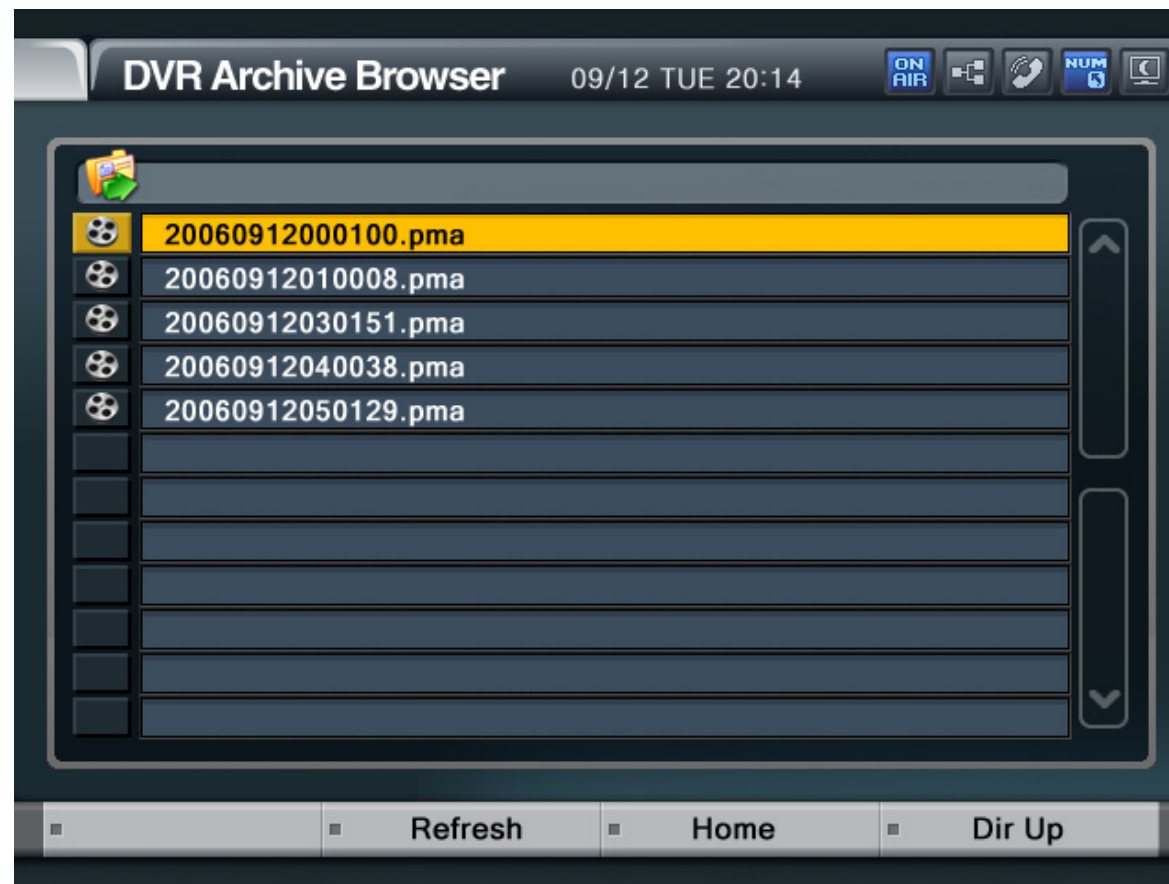 DVR Archive Browser 09/12 TUE 20:14 ON AIR NUM
20060912000100.pma
20060912010008.pma
20060912030151.pma
20060912040038.pma
20060912050129.pma
Refresh Home Dir Up